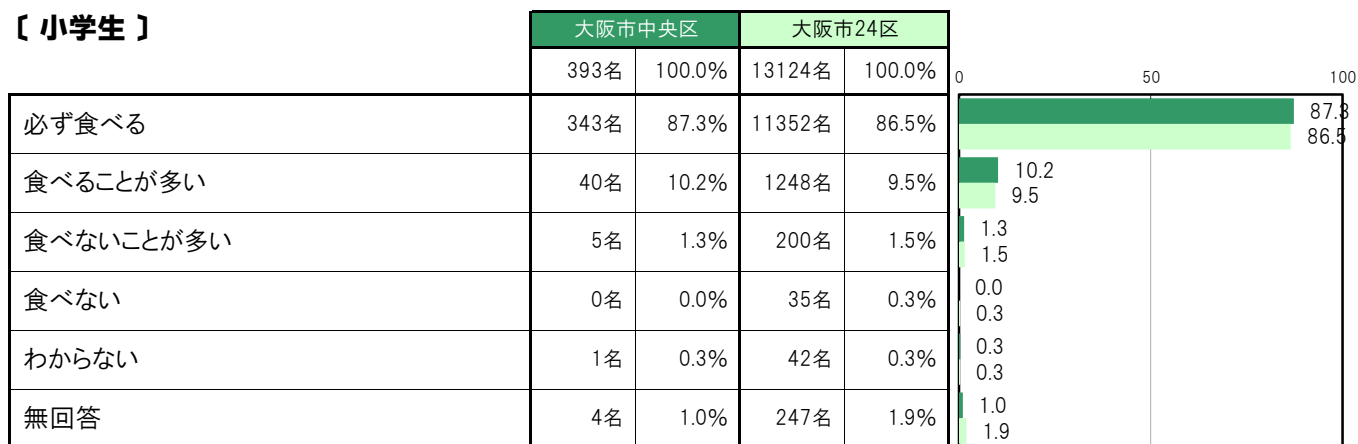 〔 小学生 〕
大阪市中央区 大阪市24区
393名 100.0% 13124名 100.0% 0 50 100
必ず食べる 343名 87.3% 11352名 86.5% 87.3
86.5
食べることが多い 40名 10.2% 1248名 9.5% 10.2
9.5
食べないことが多い 5名 1.3% 200名 1.5% 1.3
1.5
食べない 0名 0.0% 35名 0.3% 0.0
0.3
わからない 1名 0.3% 42名 0.3% 0.3
0.3
無回答 4名 1.0% 247名 1.9% 1.0
1.9